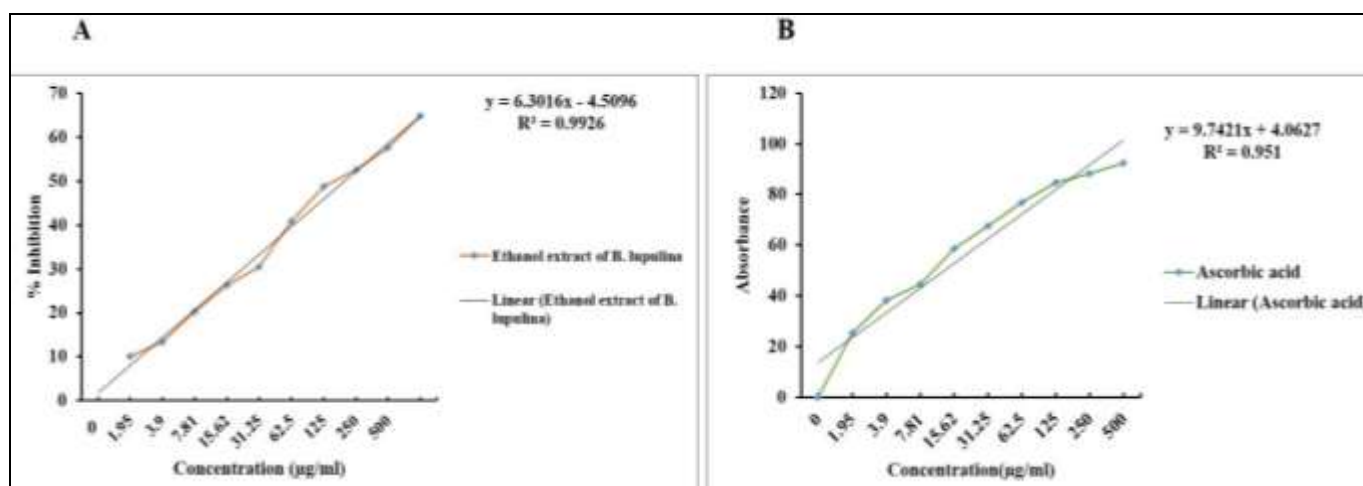 A
70
60
50
40
30
20
10
0
% Inhibition
y = 6.3016x - 4.5096
R² = 0.9926
Ethanol extract of B. lupulina
Linear (Ethanol extract of B.
lupulina)
0
1.95
3.9
7.81
15.62
31.25
62.5
125
250
500
Concentration (µg/ml)
B
120
100
80
60
40
20
0
Absorbance
y = 9.7421x + 4.0627
R² = 0.951
Ascorbic acid
Linear (Ascorbic acid
0
1.95
3.9
7.81
15.62
31.25
62.5
125
250
500
Concentration(µg/ml)